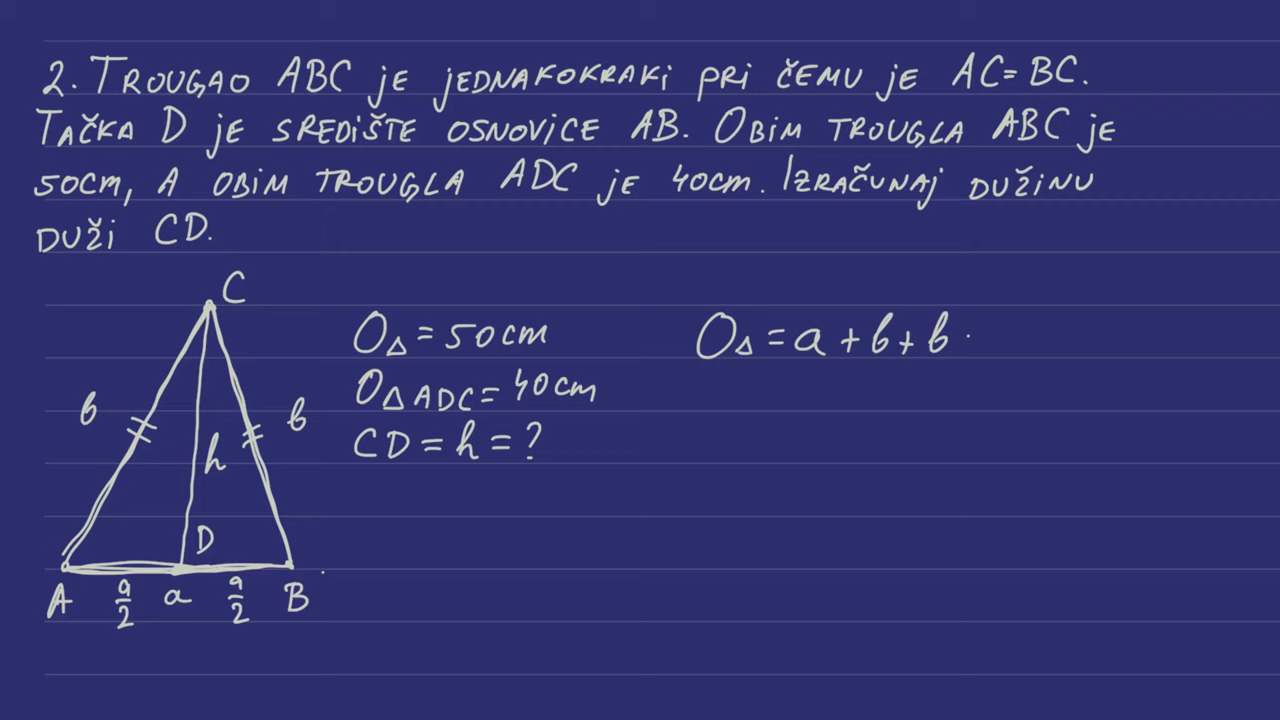 2. TROUGAO ABC JE JEDNAKOKRAKI PRI ČEMU JE AC=BC.
TAČKA D JE SREDIŠTE OSNOVICE AB. OBIM TROUGLA ABC JE
50CM, A OBIM TROUGLA ADC JE 40CM. IZRAČUNAJ DUŽINU
DUŽI CD.
C
O△ = 50cm
O△ = a + b + b
b
b
O△ADC = 40cm
CD = h = ?
h
D
A
a/2
a
a/2
B